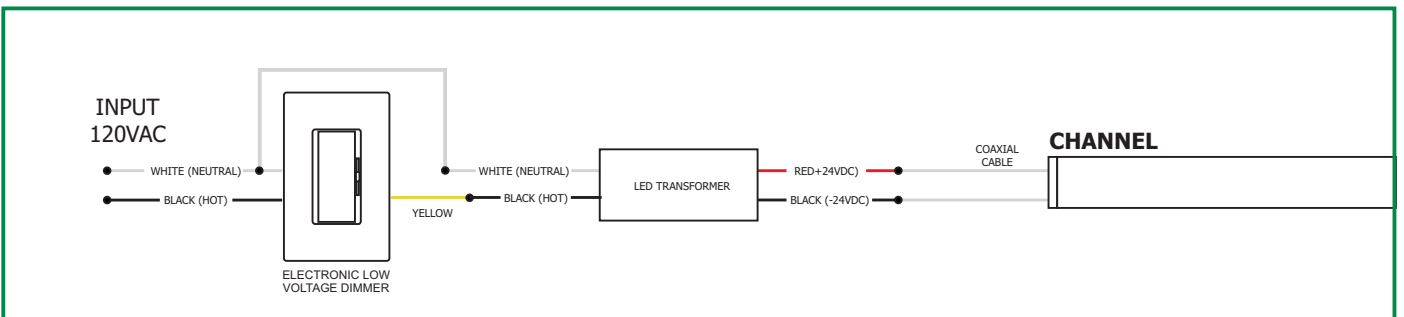 INPUT
120VAC
WHITE (NEUTRAL)
BLACK (HOT)
ELECTRONIC LOW
VOLTAGE DIMMER
YELLOW
WHITE (NEUTRAL)
BLACK (HOT)
LED TRANSFORMER
RED+24VDC)
BLACK (-24VDC)
COAXIAL
CABLE
CHANNEL